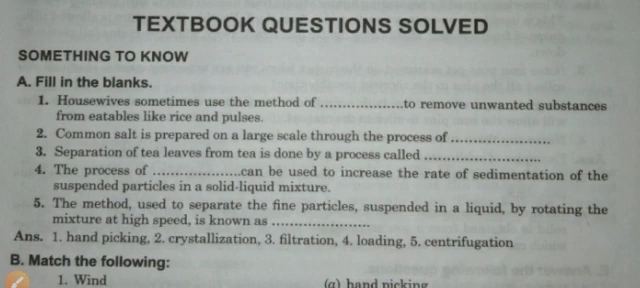 TEXTBOOK QUESTIONS SOLVED
SOMETHING TO KNOW
A. Fill in the blanks.
1. Housewives sometimes use the method of ...................to remove unwanted substances
from eatables like rice and pulses.
2. Common salt is prepared on a large scale through the process of .......................
3. Separation of tea leaves from tea is done by a process called ...........................
4. The process of ....................can be used to increase the rate of sedimentation of the
suspended particles in a solid-liquid mixture.
5. The method, used to separate the fine particles, suspended in a liquid, by rotating the
mixture at high speed, is known as .......................
Ans. 1. hand picking, 2. crystallization, 3. filtration, 4. loading, 5. centrifugation
B. Match the following:
1. Wind
(a) hand picking